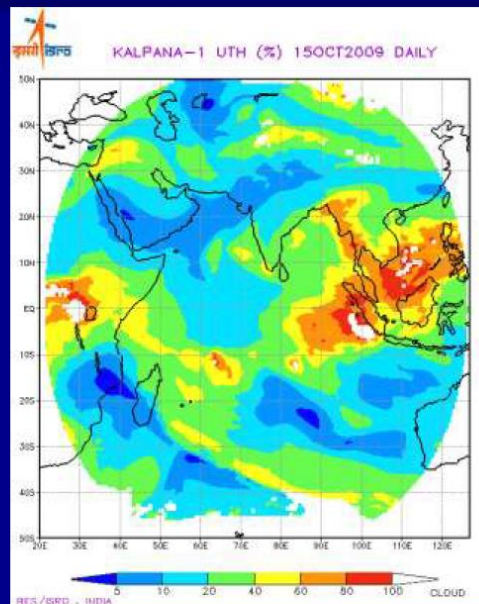 इसरो isro
KALPANA-1 UTH (%) 15OCT2009 DAILY
50N
40N
30N
20N
10N
EQ
10S
20S
30S
40S
50S
20E 30E 40E 50E 60E 70E 80E 90E 100E 110E 120E
5 10 20 40 60 80 100 CLOUD
RES/ISRO, INDIA